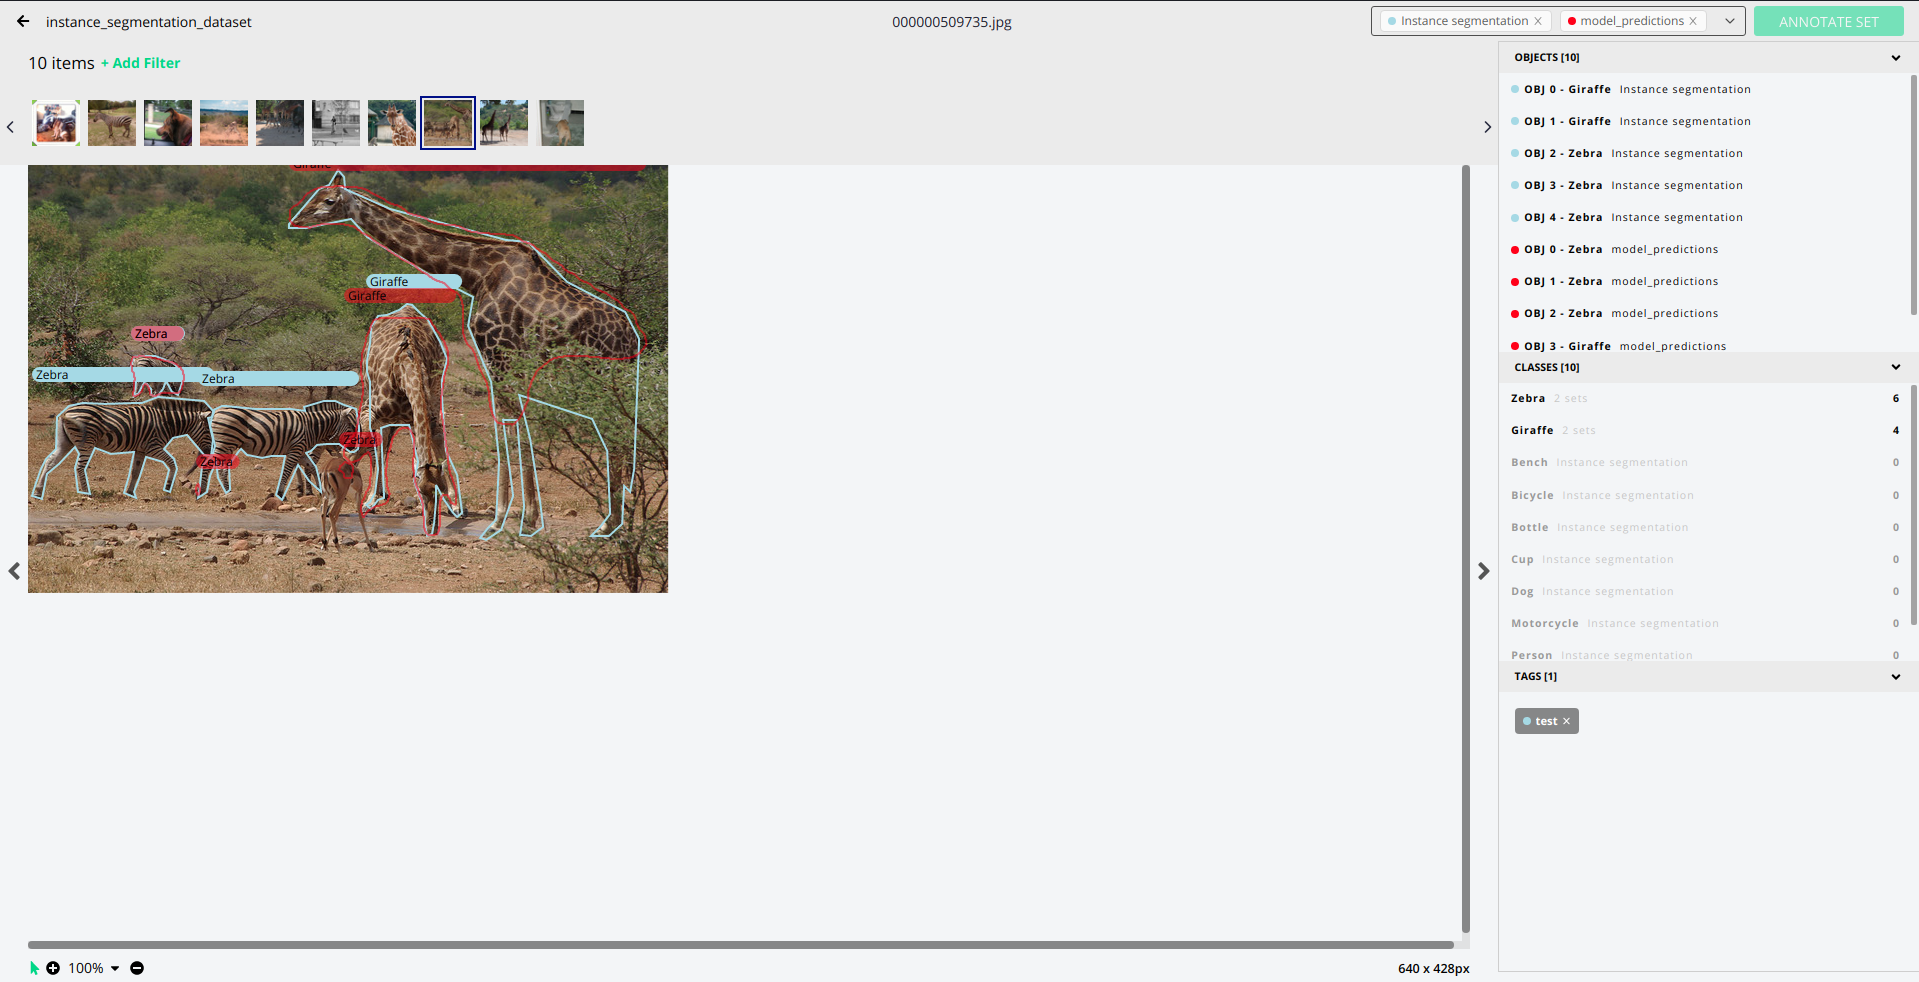 instance_segmentation_dataset
000000509735.jpg
Instance segmentation ×
model_predictions ×
ANNOTATE SET
10 items + Add Filter
Giraffe
Giraffe
Giraffe
Zebra
Zebra
Zebra
Zebra
Zebra
100%
640 x 428px
OBJECTS [10]
OBJ 0 - Giraffe Instance segmentation
OBJ 1 - Giraffe Instance segmentation
OBJ 2 - Zebra Instance segmentation
OBJ 3 - Zebra Instance segmentation
OBJ 4 - Zebra Instance segmentation
OBJ 0 - Zebra model_predictions
OBJ 1 - Zebra model_predictions
OBJ 2 - Zebra model_predictions
OBJ 3 - Giraffe model_predictions
CLASSES [10]
Zebra 2 sets 6
Giraffe 2 sets 4
Bench Instance segmentation 0
Bicycle Instance segmentation 0
Bottle Instance segmentation 0
Cup Instance segmentation 0
Dog Instance segmentation 0
Motorcycle Instance segmentation 0
Person Instance segmentation 0
TAGS [1]
test ×